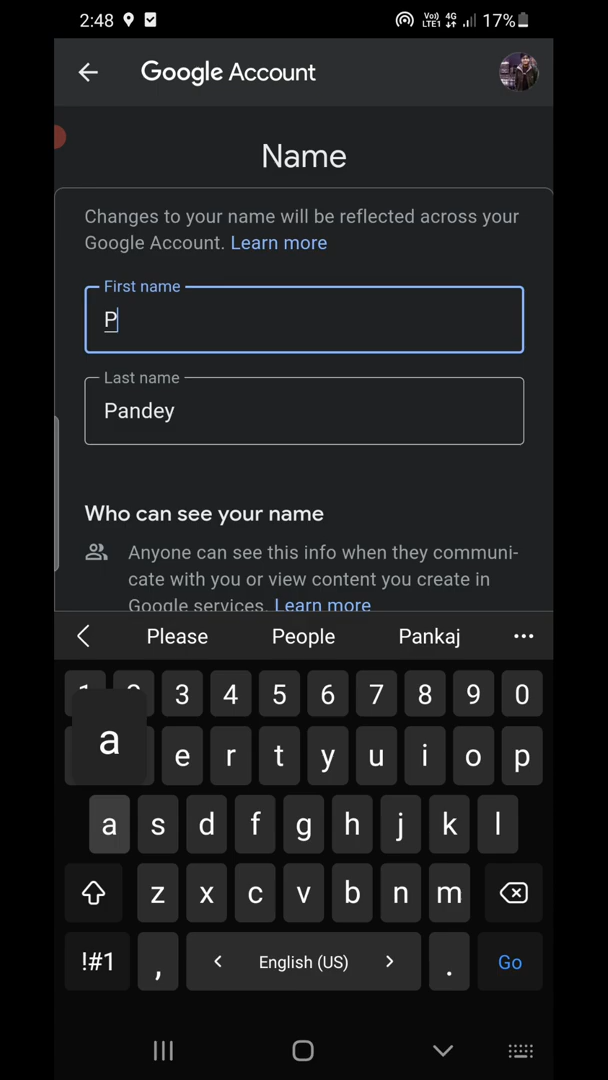 2:48 Vo) LTE1 4G 17%
Google Account
Name
Changes to your name will be reflected across your
Google Account. Learn more
First name
P
Last name
Pandey
Who can see your name
Anyone can see this info when they communi-
cate with you or view content you create in
Google services. Learn more
Please People Pankaj ...
3 4 5 6 7 8 9 0
a
e r t y u i o p
a s d f g h j k l
z x c v b n m
!#1 , < English (US) > . Go